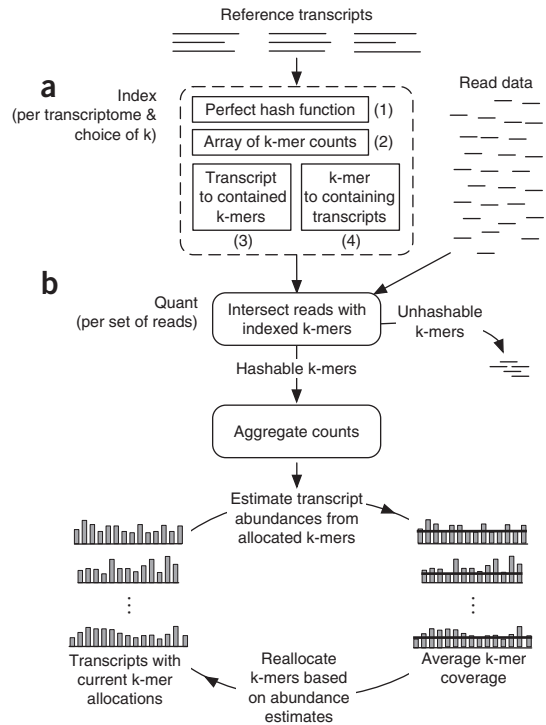 Reference transcripts
a
Index
(per transcriptome &
choice of k)
Perfect hash function
(1)
Array of k-mer counts
(2)
Transcript
to contained
k-mers
(3)
k-mer
to containing
transcripts
(4)
Read data
b
Quant
(per set of reads)
Intersect reads with
indexed k-mers
Unhashable
k-mers
Hashable k-mers
Aggregate counts
Estimate transcript
abundances from
allocated k-mers
Transcripts with
current k-mer
allocations
Reallocate
k-mers based
on abundance
estimates
Average k-mer
coverage